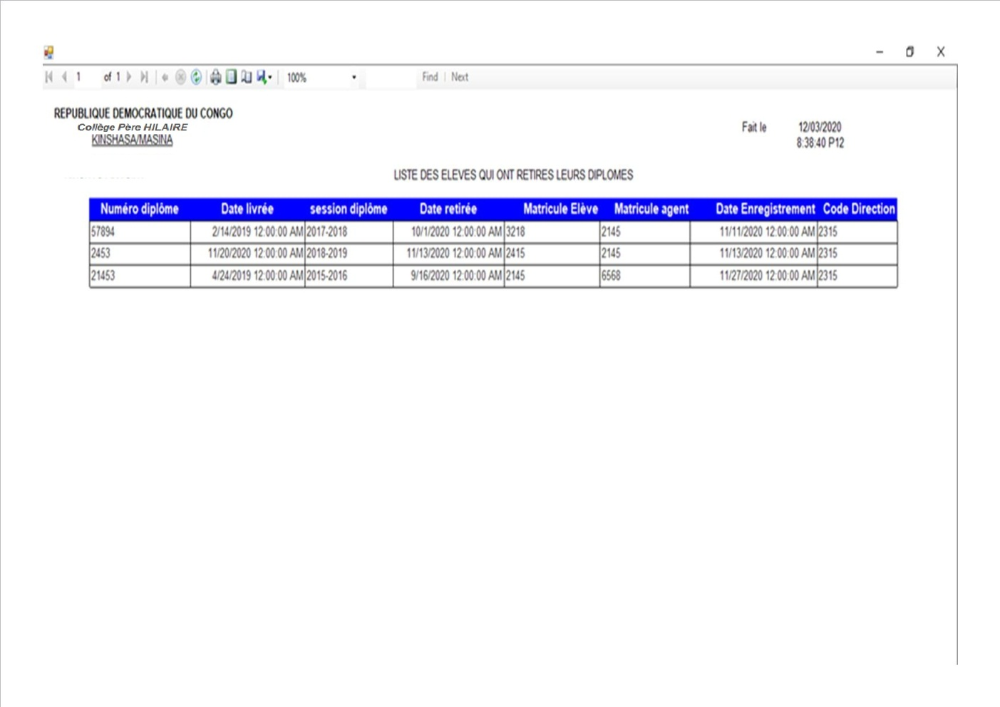 1 of 1 100% Find | Next
REPUBLIQUE DEMOCRATIQUE DU CONGO
Collège Père HILAIRE
KINSHASA/MASINA
Fait le 12/03/2020
8:38:40 P12
LISTE DES ELEVES QUI ONT RETIRES LEURS DIPLOMES
Numéro diplôme Date livrée session diplôme Date retirée Matricule Elève Matricule agent Date Enregistrement Code Direction
57894 2/14/2019 12:00:00 AM 2017-2018 10/1/2020 12:00:00 AM 3218 2145 11/11/2020 12:00:00 AM 2315
2453 11/20/2020 12:00:00 AM 2018-2019 11/13/2020 12:00:00 AM 2415 2145 11/13/2020 12:00:00 AM 2315
21453 4/24/2019 12:00:00 AM 2015-2016 9/16/2020 12:00:00 AM 2145 6568 11/27/2020 12:00:00 AM 2315